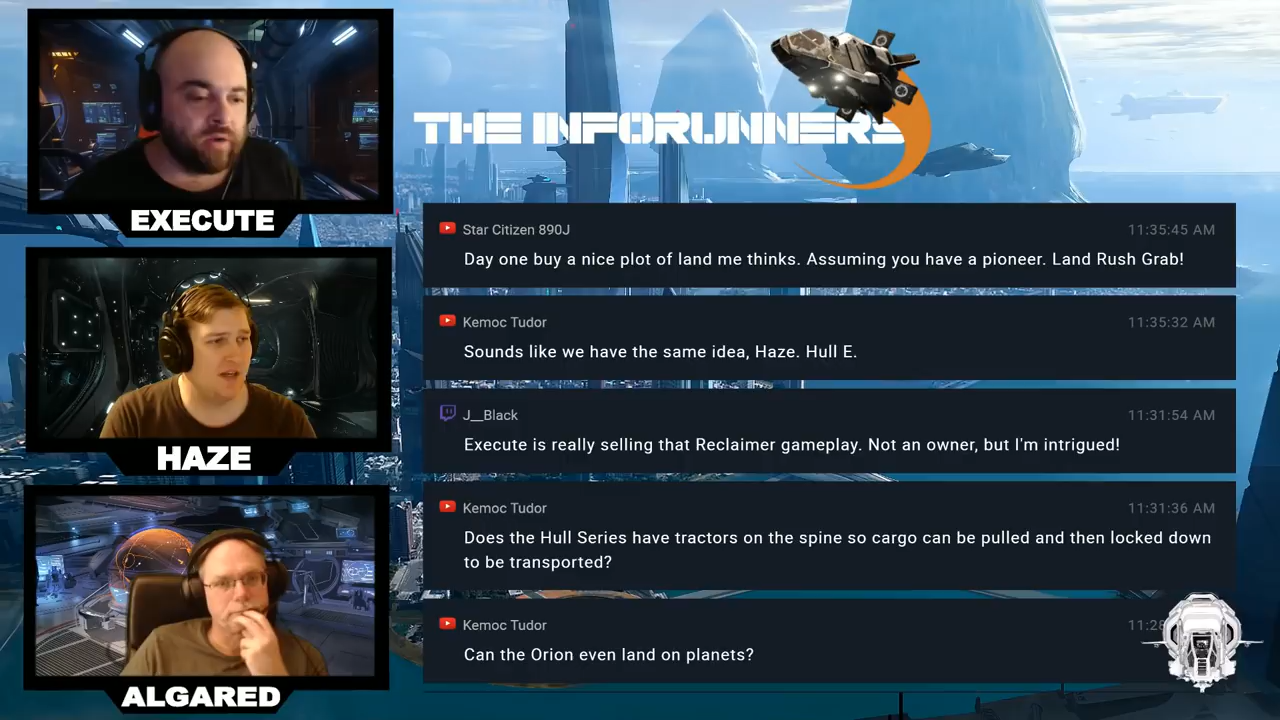 EXECUTE
HAZE
ALGARED
THE INFORUNNERS
Star Citizen 890J 11:35:45 AM
Day one buy a nice plot of land me thinks. Assuming you have a pioneer. Land Rush Grab!
Kemoc Tudor 11:35:32 AM
Sounds like we have the same idea, Haze. Hull E.
J__Black 11:31:54 AM
Execute is really selling that Reclaimer gameplay. Not an owner, but I'm intrigued!
Kemoc Tudor 11:31:36 AM
Does the Hull Series have tractors on the spine so cargo can be pulled and then locked down
to be transported?
Kemoc Tudor
Can the Orion even land on planets?